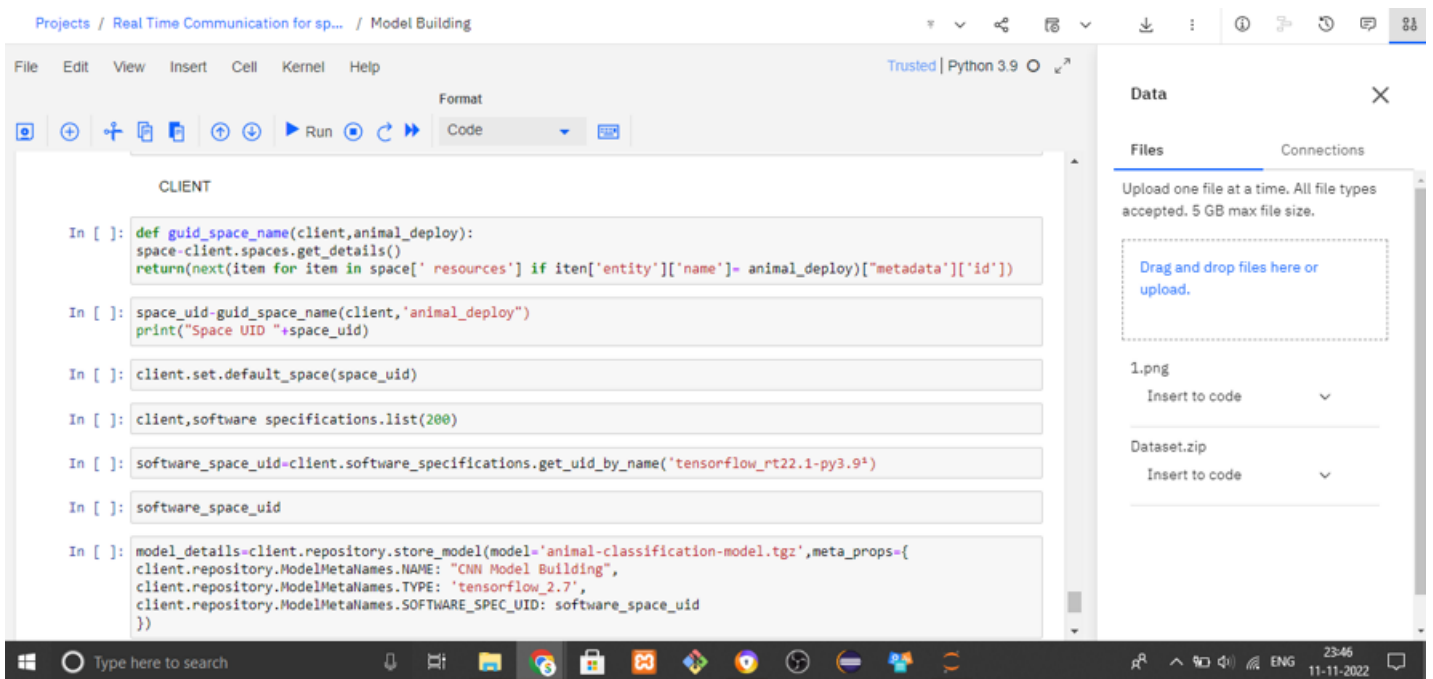 Projects / Real Time Communication for sp... / Model Building
File Edit View Insert Cell Kernel Help
Trusted | Python 3.9
Format
Run
Code
CLIENT
In [ ]: def guid_space_name(client,animal_deploy):
space-client.spaces.get_details()
return(next(item for item in space[' resources'] if iten['entity']['name']= animal_deploy)["metadata']['id'])
In [ ]: space_uid-guid_space_name(client,'animal_deploy")
print("Space UID "+space_uid)
In [ ]: client.set.default_space(space_uid)
In [ ]: client,software specifications.list(200)
In [ ]: software_space_uid=client.software_specifications.get_uid_by_name('tensorflow_rt22.1-py3.9¹)
In [ ]: software_space_uid
In [ ]: model_details=client.repository.store_model(model='animal-classification-model.tgz',meta_props={
client.repository.ModelMetaNames.NAME: "CNN Model Building",
client.repository.ModelMetaNames.TYPE: 'tensorflow_2.7',
client.repository.ModelMetaNames.SOFTWARE_SPEC_UID: software_space_uid
})
Data
Files Connections
Upload one file at a time. All file types
accepted. 5 GB max file size.
Drag and drop files here or
upload.
1.png
Insert to code
Dataset.zip
Insert to code
Type here to search
ENG
23:46
11-11-2022